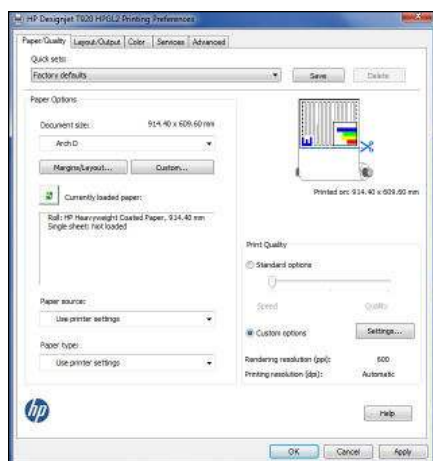 HP Designjet T920 HPGL2 Printing Preferences
Paper/Quality Layout/Output Color Services Advanced
Quick sets:
Factory defaults Save Delete
Paper Options
Document size: 914.40 x 609.60 mm
Arch D
Margins/Layout... Custom...
Currently loaded paper:
Roll: HP Heavyweight Coated Paper, 914.40 mm
Single sheet: Not loaded
Paper source:
Use printer settings
Paper type:
Use printer settings
Printed on: 914.40 x 609.60 mm
Print Quality
Standard options
Speed Quality
Custom options Settings...
Rendering resolution (ppi): 600
Printing resolution (dpi): Automatic
hp
Help
OK Cancel Apply